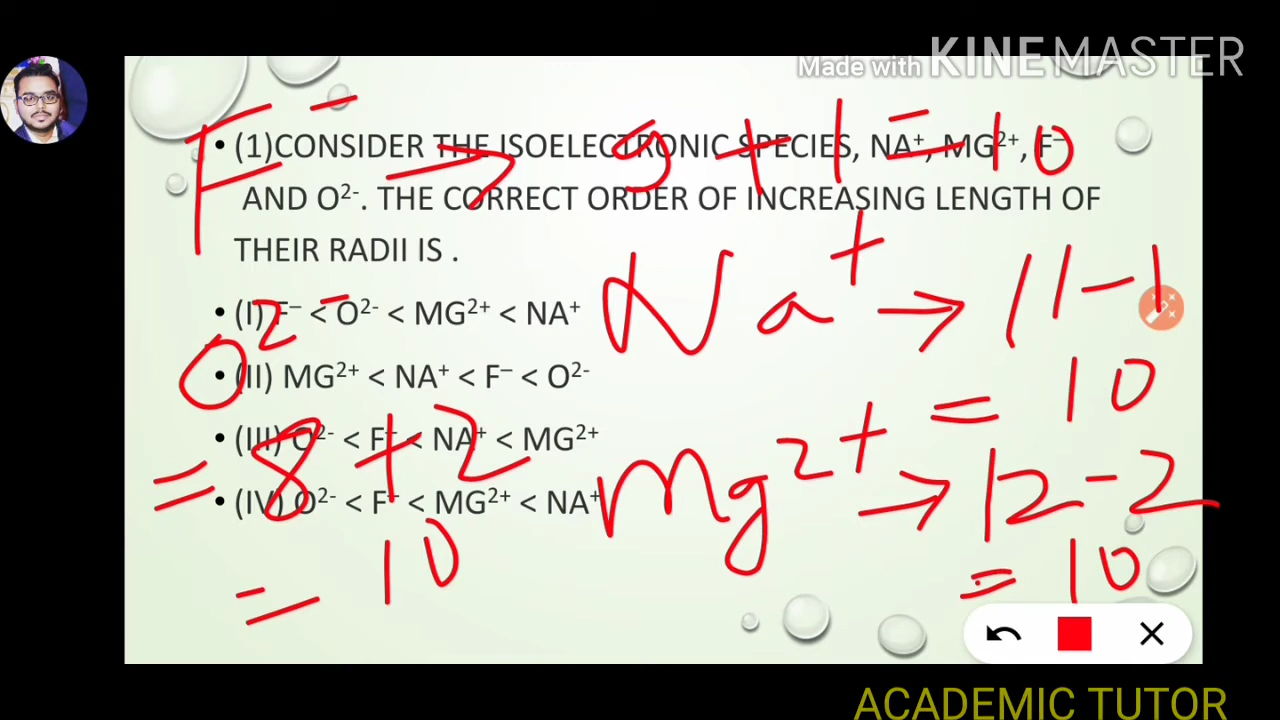 Made with KINEMASTER
• (1)CONSIDER THE ISOELECTRONIC SPECIES, NA⁺, MG²⁺, F⁻
AND O²⁻. THE CORRECT ORDER OF INCREASING LENGTH OF
THEIR RADII IS .
• (I) F⁻ < O²⁻ < MG²⁺ < NA⁺
• (II) MG²⁺ < NA⁺ < F⁻ < O²⁻
• (III) O²⁻ < F⁻ < NA⁺ < MG²⁺
• (IV) O²⁻ < F⁻ < MG²⁺ < NA⁺
F⁻ → 9 + 1 = 10
Na⁺ → 11 - 1
= 10
O²⁻
= 8 + 2
= 10
Mg²⁺ → 12 - 2
= 10
ACADEMIC TUTOR